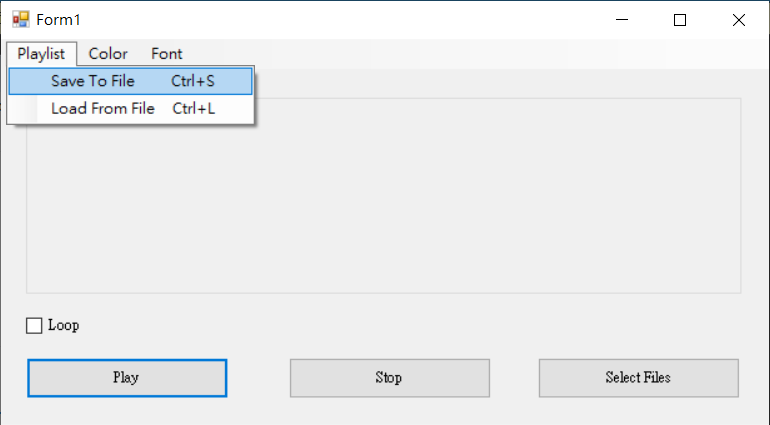 Form1
Playlist Color Font
Save To File Ctrl+S
Load From File Ctrl+L
Loop
Play Stop Select Files